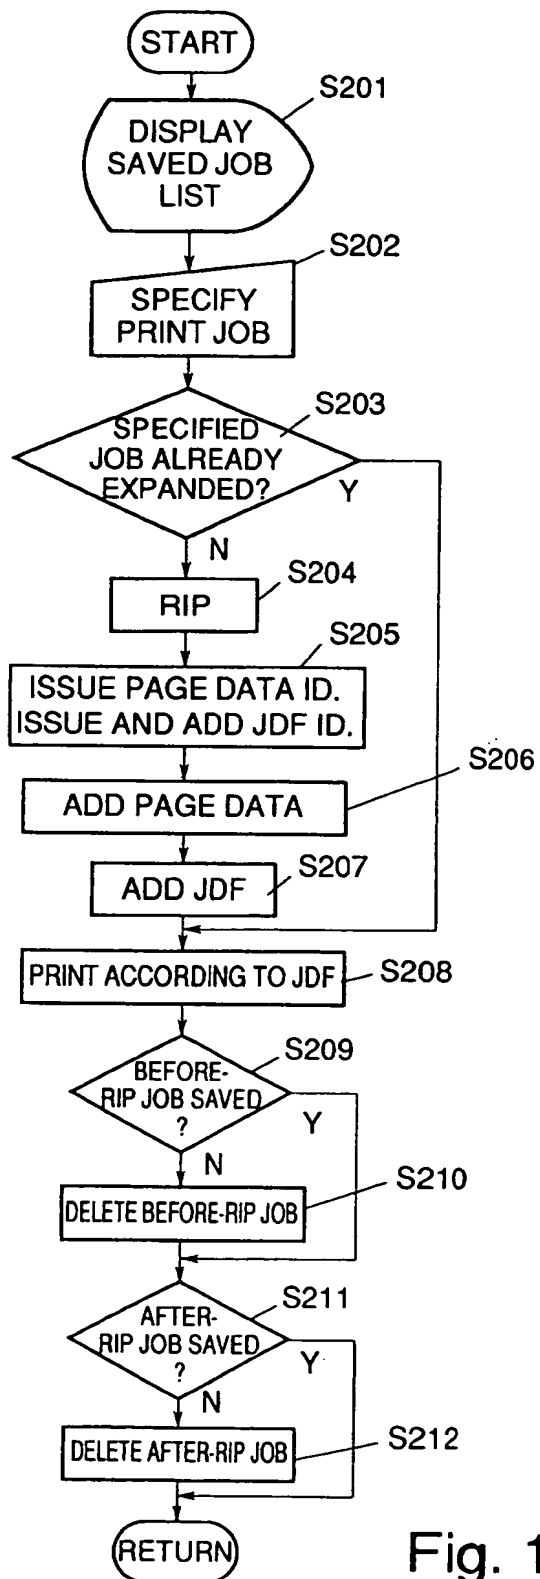 START
S201
DISPLAY
SAVED JOB
LIST
S202
SPECIFY
PRINT JOB
S203
SPECIFIED
JOB ALREADY
EXPANDED?
Y
N
S204
RIP
S205
ISSUE PAGE DATA ID.
ISSUE AND ADD JDF ID.
S206
ADD PAGE DATA
S207
ADD JDF
PRINT ACCORDING TO JDF
S208
S209
BEFORE-
RIP JOB SAVED
?
Y
N
S210
DELETE BEFORE-RIP JOB
S211
AFTER-
RIP JOB SAVED
?
Y
N
S212
DELETE AFTER-RIP JOB
RETURN
Fig. 1